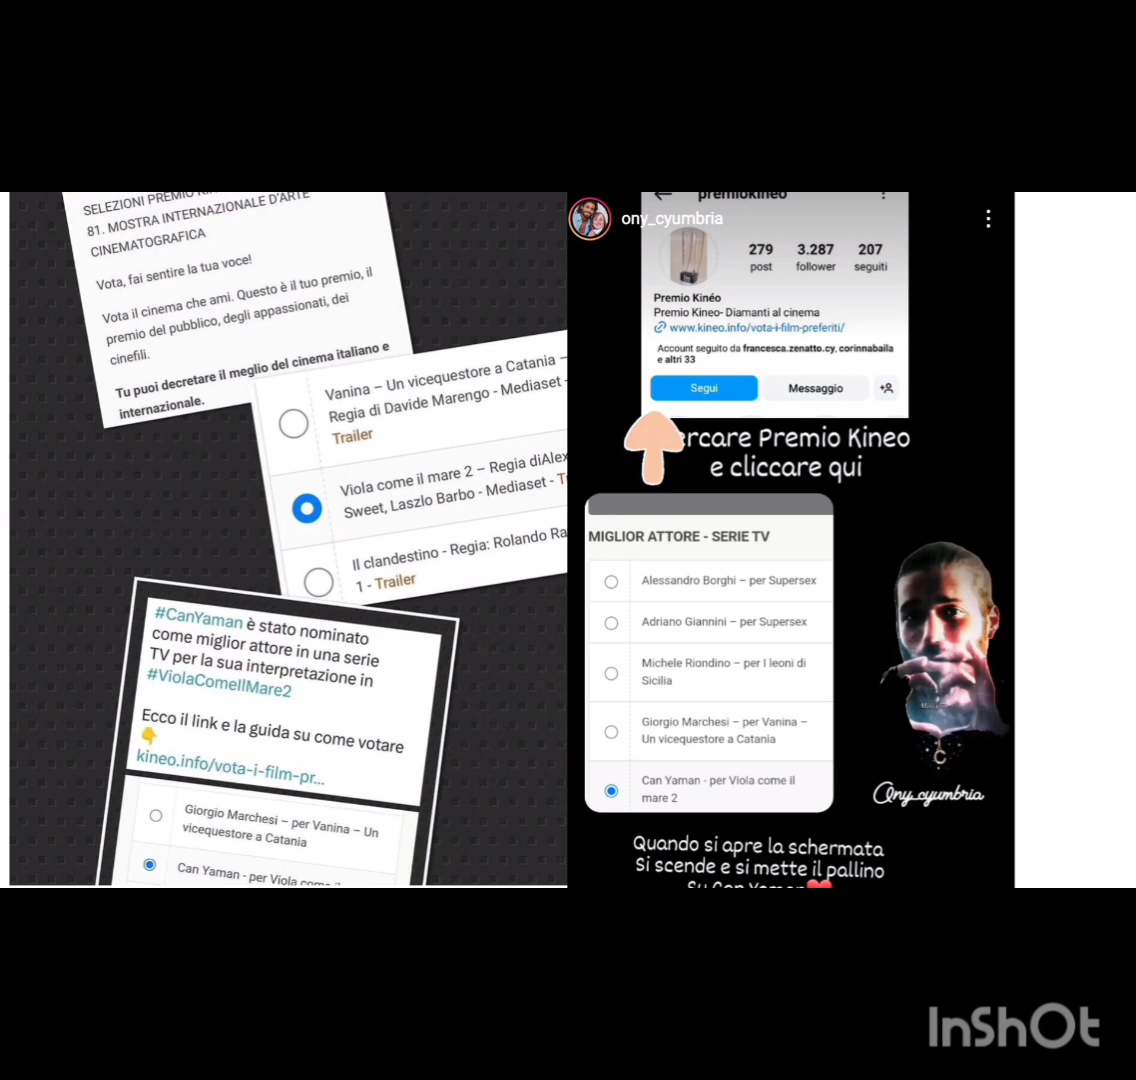 SELEZIONI PREMIO
81. MOSTRA INTERNAZIONALE D'ARTE
CINEMATOGRAFICA
Vota, fai sentire la tua voce!
Vota il cinema che ami. Questo è il tuo premio, il
premio del pubblico, degli appassionati, dei
cinefili.
Tu puoi decretare il meglio del cinema italiano e
internazionale.
Vanina – Un vicequestore a Catania –
Regia di Davide Marengo - Mediaset -
Trailer
Viola come il mare 2 – Regia diAlex
Sweet, Laszlo Barbo - Mediaset -
Il clandestino - Regia: Rolando Ra
1 - Trailer
#CanYaman è stato nominato
come miglior attore in una serie
TV per la sua interpretazione in
#ViolaComeIlMare2
Ecco il link e la guida su come votare
👇
kineo.info/vota-i-film-pr...
Giorgio Marchesi – per Vanina – Un
vicequestore a Catania
Can Yaman - per Viola come il
premiokineo
ony_cyumbria
279 3.287 207
post follower seguiti
Premio Kinéo
Premio Kineo- Diamanti al cinema
www.kineo.info/vota-i-film-preferiti/
Account seguito da francesca.zenatto.cy, corinnabaila
e altri 33
Segui Messaggio
ercare Premio Kineo
e cliccare qui
MIGLIOR ATTORE - SERIE TV
Alessandro Borghi – per Supersex
Adriano Giannini – per Supersex
Michele Riondino – per I leoni di
Sicilia
Giorgio Marchesi – per Vanina –
Un vicequestore a Catania
Can Yaman - per Viola come il
mare 2
Ony_cyumbria
Quando si apre la schermata
Si scende e si mette il pallino
Su Can Yaman❤️
InShOt